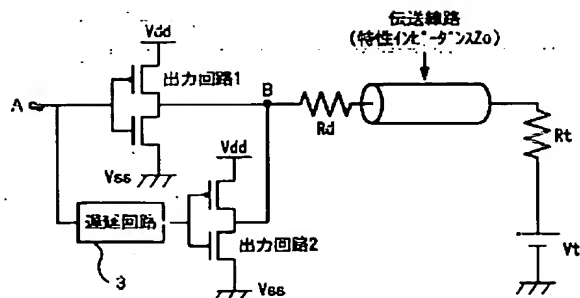 伝送線路
(特性インピーダンスZo)
Vdd
出力回路1
A
B
Rd
Rt
Vdd
Vss
遅延回路
出力回路2
Vt
3
Vss